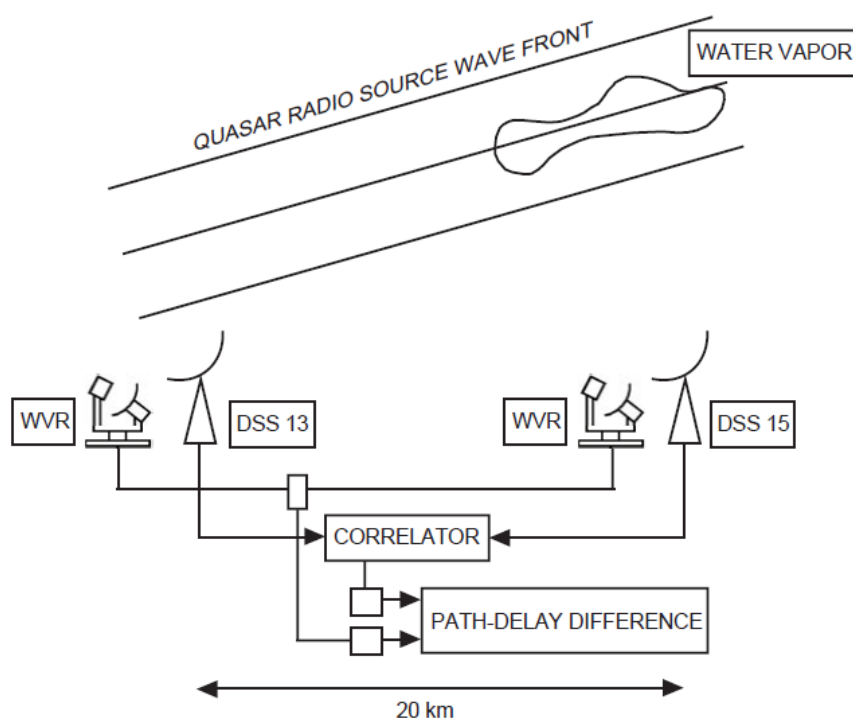 QUASAR RADIO SOURCE WAVE FRONT
WATER VAPOR
WVR
DSS 13
WVR
DSS 15
CORRELATOR
PATH-DELAY DIFFERENCE
20 km